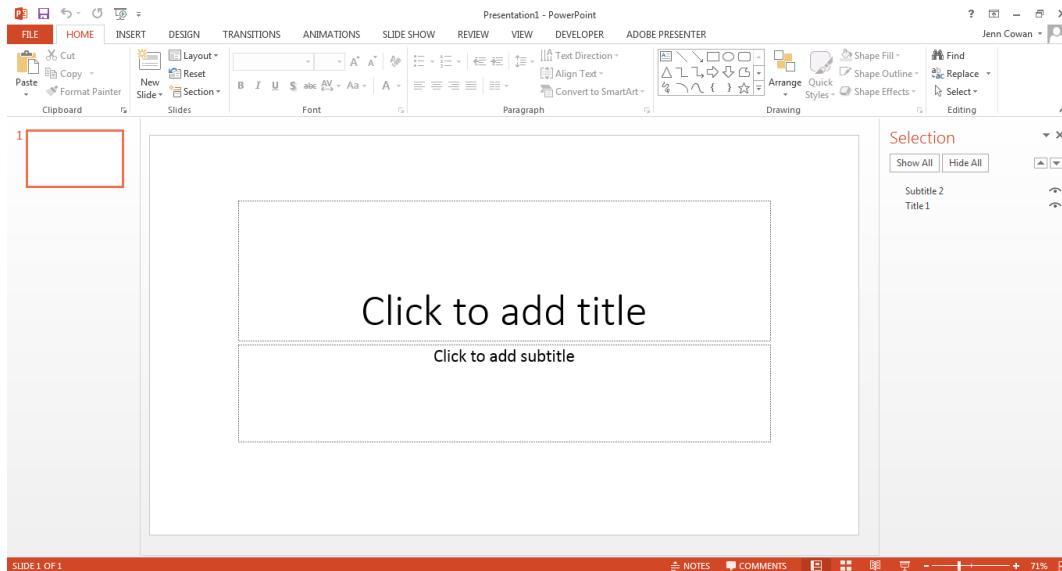 Presentation1 - PowerPoint
FILE HOME INSERT DESIGN TRANSITIONS ANIMATIONS SLIDE SHOW REVIEW VIEW DEVELOPER ADOBE PRESENTER Jenn Cowan
Cut Layout Text Direction Shape Fill Find
Copy Reset Align Text Shape Outline Replace
Paste Format Painter New Slide Section B I U S abc AV Aa A Convert to SmartArt Arrange Quick Styles Shape Effects Select
Clipboard Slides Font Paragraph Drawing Editing
1
Selection
Show All Hide All
Subtitle 2
Title 1
Click to add title
Click to add subtitle
SLIDE 1 OF 1 NOTES COMMENTS 71%